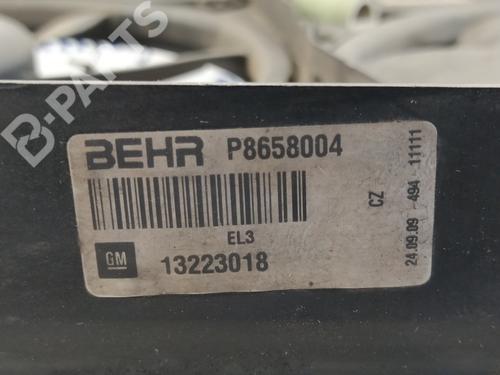 B-PARTS
BEHR P8658004
EL3
GM 13223018
CZ
24.09.09 494 11111